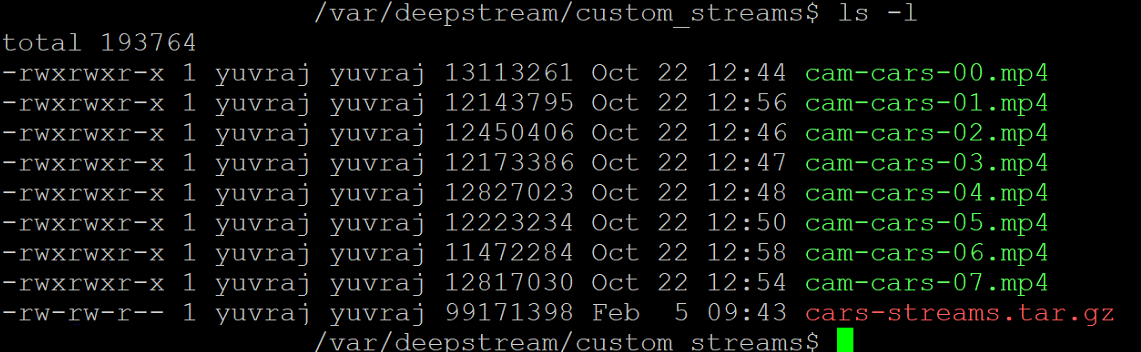 /var/deepstream/custom_streams$ ls -l
total 193764
-rwxrwxr-x 1 yuvraj yuvraj 13113261 Oct 22 12:44 cam-cars-00.mp4
-rwxrwxr-x 1 yuvraj yuvraj 12143795 Oct 22 12:56 cam-cars-01.mp4
-rwxrwxr-x 1 yuvraj yuvraj 12450406 Oct 22 12:46 cam-cars-02.mp4
-rwxrwxr-x 1 yuvraj yuvraj 12173386 Oct 22 12:47 cam-cars-03.mp4
-rwxrwxr-x 1 yuvraj yuvraj 12827023 Oct 22 12:48 cam-cars-04.mp4
-rwxrwxr-x 1 yuvraj yuvraj 12223234 Oct 22 12:50 cam-cars-05.mp4
-rwxrwxr-x 1 yuvraj yuvraj 11472284 Oct 22 12:52 cam-cars-06.mp4
-rwxrwxr-x 1 yuvraj yuvraj 12817030 Oct 22 12:54 cam-cars-07.mp4
-rw-rw-r-- 1 yuvraj yuvraj 99171398 Feb  5 09:43 cars-streams.tar.gz
/var/deepstream/custom_streams$